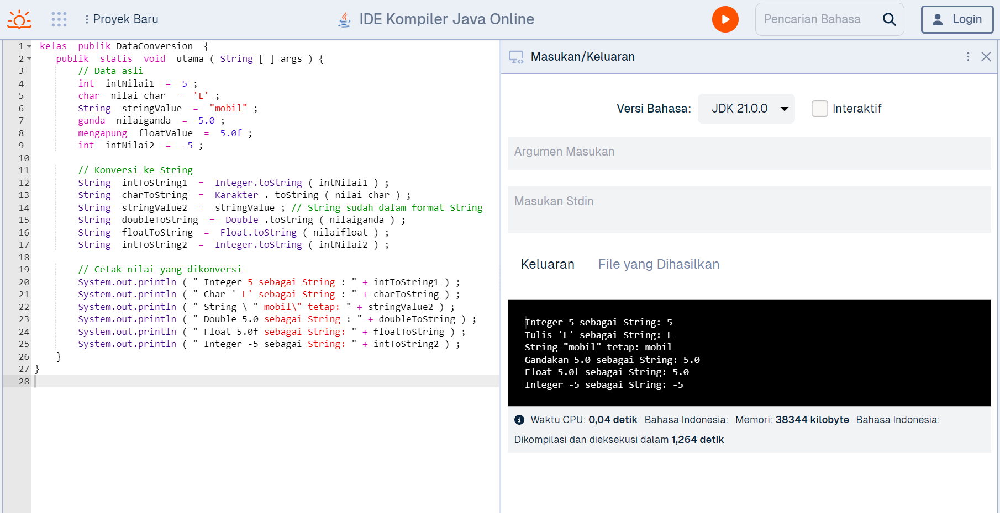 Proyek Baru
IDE Kompiler Java Online
Pencarian Bahasa
Login
1 kelas  publik DataConversion  {
2 publik  statis  void  utama ( String [ ] args ) {
3 // Data asli
4 int  intNilai1  =  5 ;
5 char  nilai char  =  'L' ;
6 String  stringValue  =  "mobil" ;
7 ganda  nilaiganda  =  5.0 ;
8 mengapung  floatValue  =  5.0f ;
9 int  intNilai2  =  -5 ;
10
11 // Konversi ke String
12 String  intToString1  =  Integer.toString ( intNilai1 ) ;
13 String  charToString  =  Karakter . toString ( nilai char ) ;
14 String  stringValue2  =  stringValue ; // String sudah dalam format String
15 String  doubleToString  =  Double .toString ( nilaiganda ) ;
16 String  floatToString  =  Float.toString ( nilaifloat ) ;
17 String  intToString2  =  Integer.toString ( intNilai2 ) ;
18
19 // Cetak nilai yang dikonversi
20 System.out.println ( " Integer 5 sebagai String : " + intToString1 ) ;
21 System.out.println ( " Char ' L' sebagai String : " + charToString ) ;
22 System.out.println ( " String \ " mobil\" tetap: " + stringValue2 ) ;
23 System.out.println ( " Double 5.0 sebagai String : " + doubleToString ) ;
24 System.out.println ( " Float 5.0f sebagai String: " + floatToString ) ;
25 System.out.println ( " Integer -5 sebagai String: " + intToString2 ) ;
26 }
27 }
28
Masukan/Keluaran
Versi Bahasa: JDK 21.0.0 Interaktif
Argumen Masukan
Masukan Stdin
Keluaran File yang Dihasilkan
Integer 5 sebagai String: 5
Tulis 'L' sebagai String: L
String "mobil" tetap: mobil
Gandakan 5.0 sebagai String: 5.0
Float 5.0f sebagai String: 5.0
Integer -5 sebagai String: -5
Waktu CPU: 0,04 detik Bahasa Indonesia: Memori: 38344 kilobyte Bahasa Indonesia:
Dikompilasi dan dieksekusi dalam 1,264 detik